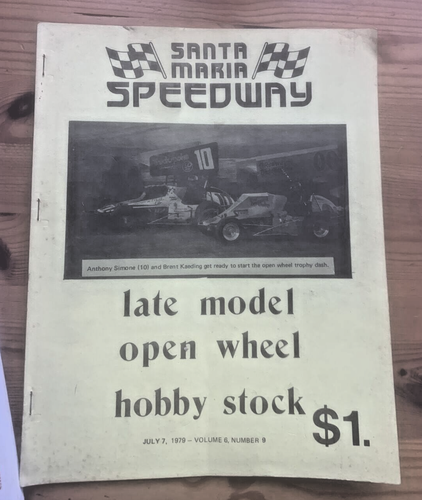 SANTA
MARIA
SPEEDWAY
10
Anthony Simone (10) and Brent Kaeding get ready to start the open wheel trophy dash.
late model
open wheel
hobby stock
$1.
JULY 7, 1979 — VOLUME 6, NUMBER 9